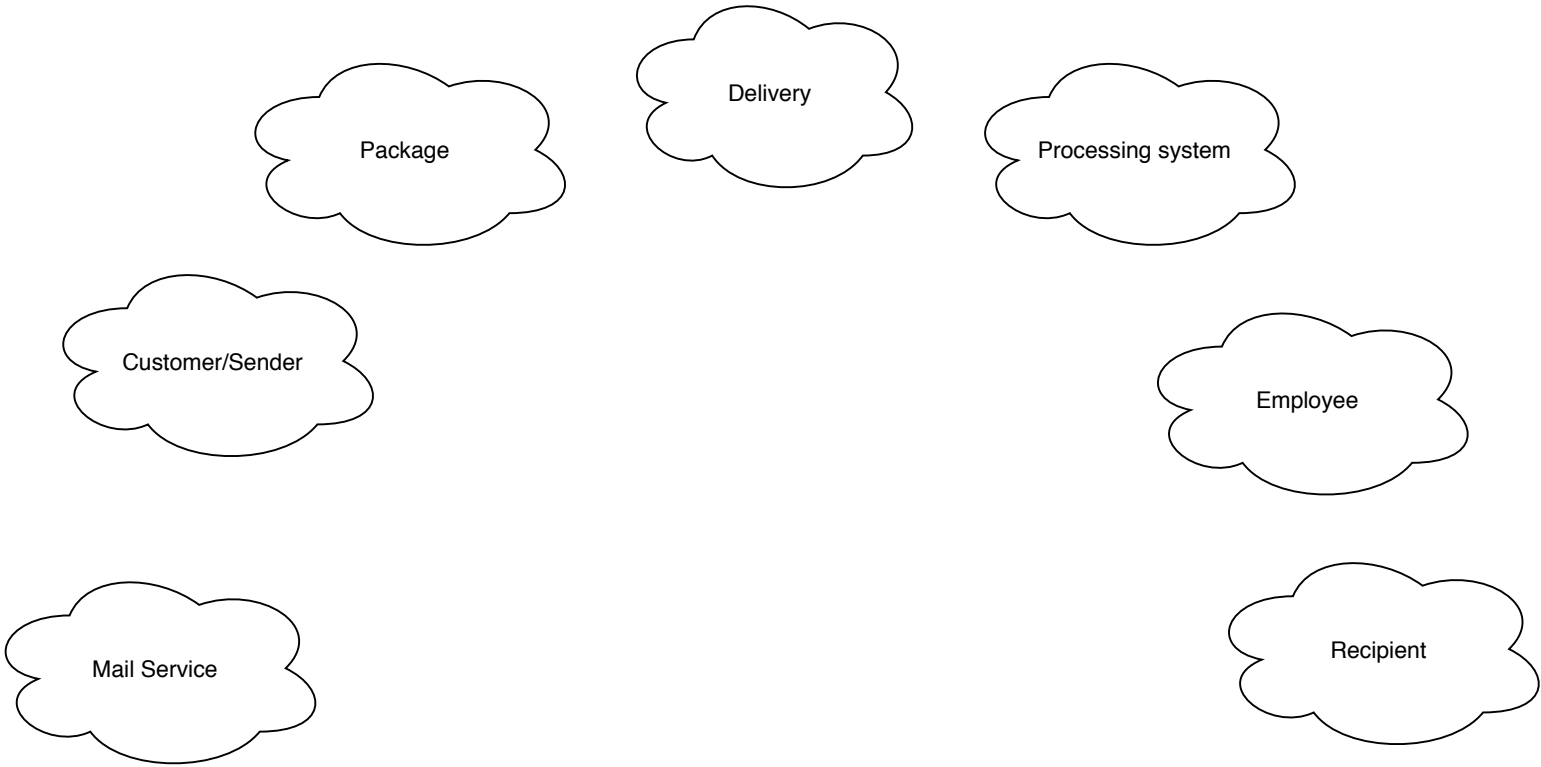 Delivery
Package
Processing system
Customer/Sender
Employee
Mail Service
Recipient